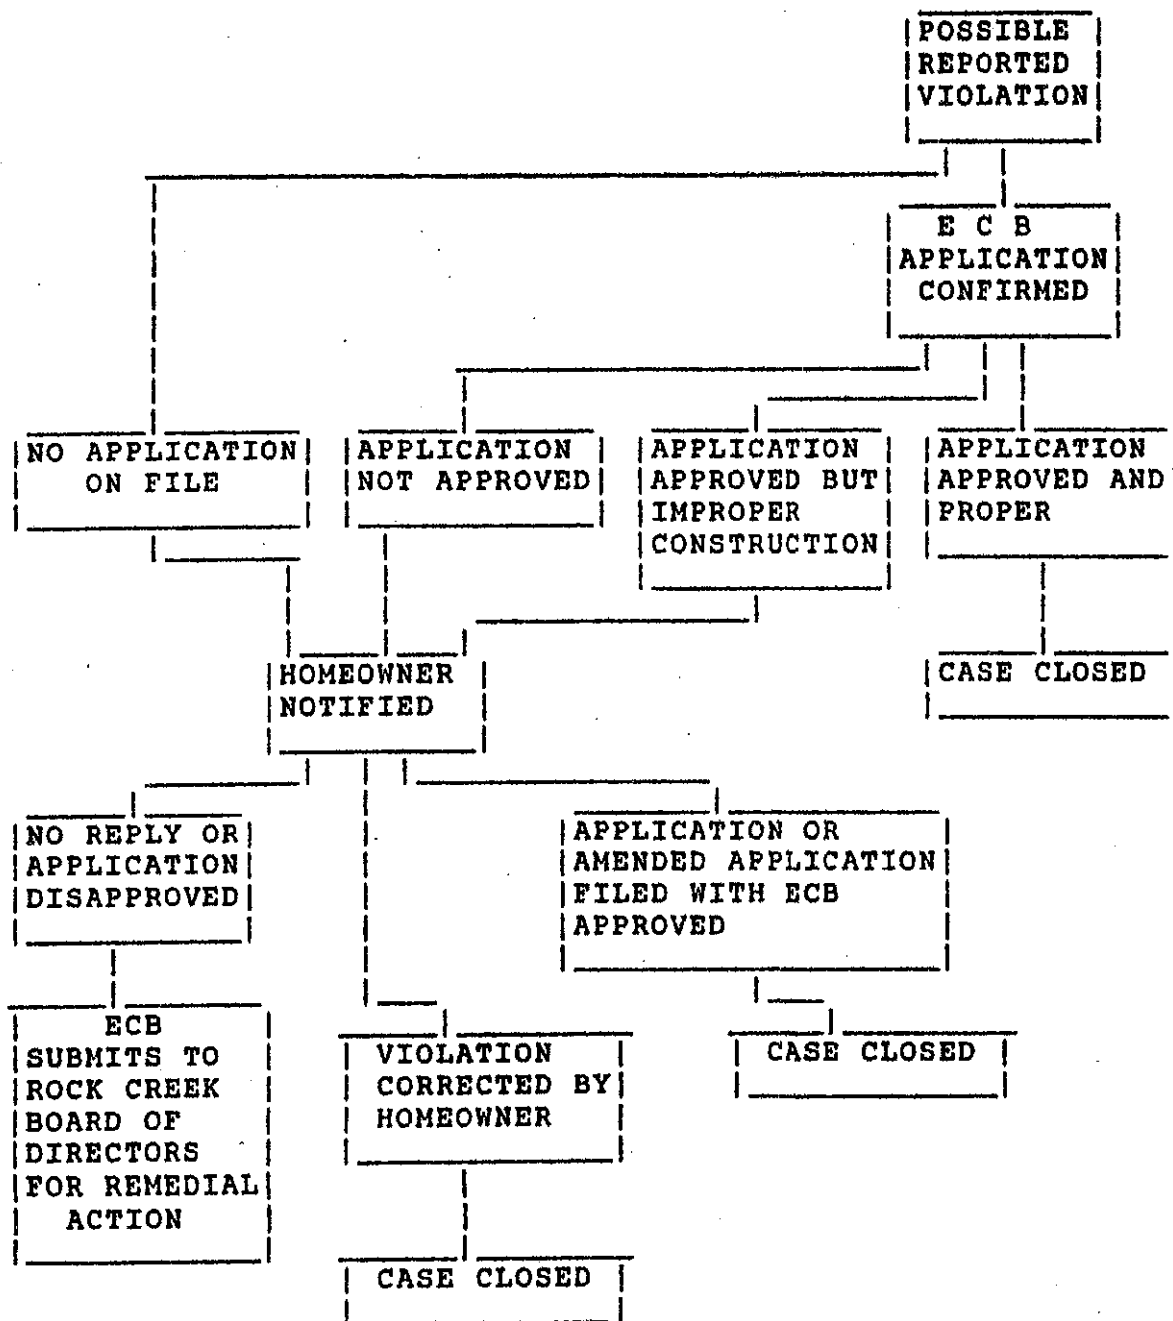 POSSIBLE
REPORTED
VIOLATION
E C B
APPLICATION
CONFIRMED
NO APPLICATION
ON FILE
APPLICATION
NOT APPROVED
APPLICATION
APPROVED BUT
IMPROPER
CONSTRUCTION
APPLICATION
APPROVED AND
PROPER
HOMEOWNER
NOTIFIED
CASE CLOSED
NO REPLY OR
APPLICATION
DISAPPROVED
APPLICATION OR
AMENDED APPLICATION
FILED WITH ECB
APPROVED
ECB
SUBMITS TO
ROCK CREEK
BOARD OF
DIRECTORS
FOR REMEDIAL
ACTION
VIOLATION
CORRECTED BY
HOMEOWNER
CASE CLOSED
CASE CLOSED